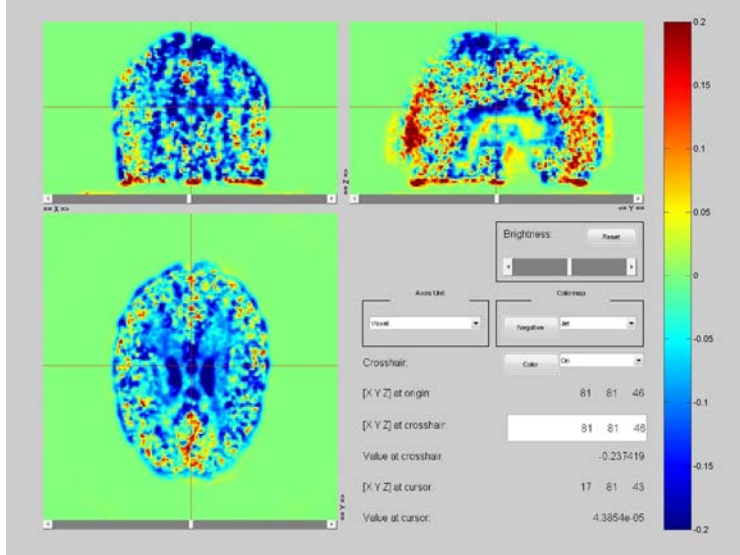 0.2
0.15
0.1
0.05
0
-0.05
-0.1
-0.15
-0.2
== X =>
== Z =>
<= Y ==
== Y =>
Brightness:
Reset
Axes Unit
Voxel
Colormap
Negative
Jet
Crosshair:
Color
On
[X Y Z] at origin:
81 81 46
[X Y Z] at crosshair:
81 81 46
Value at crosshair:
-0.237419
[X Y Z] at cursor:
17 81 43
Value at cursor:
4.3854e-05